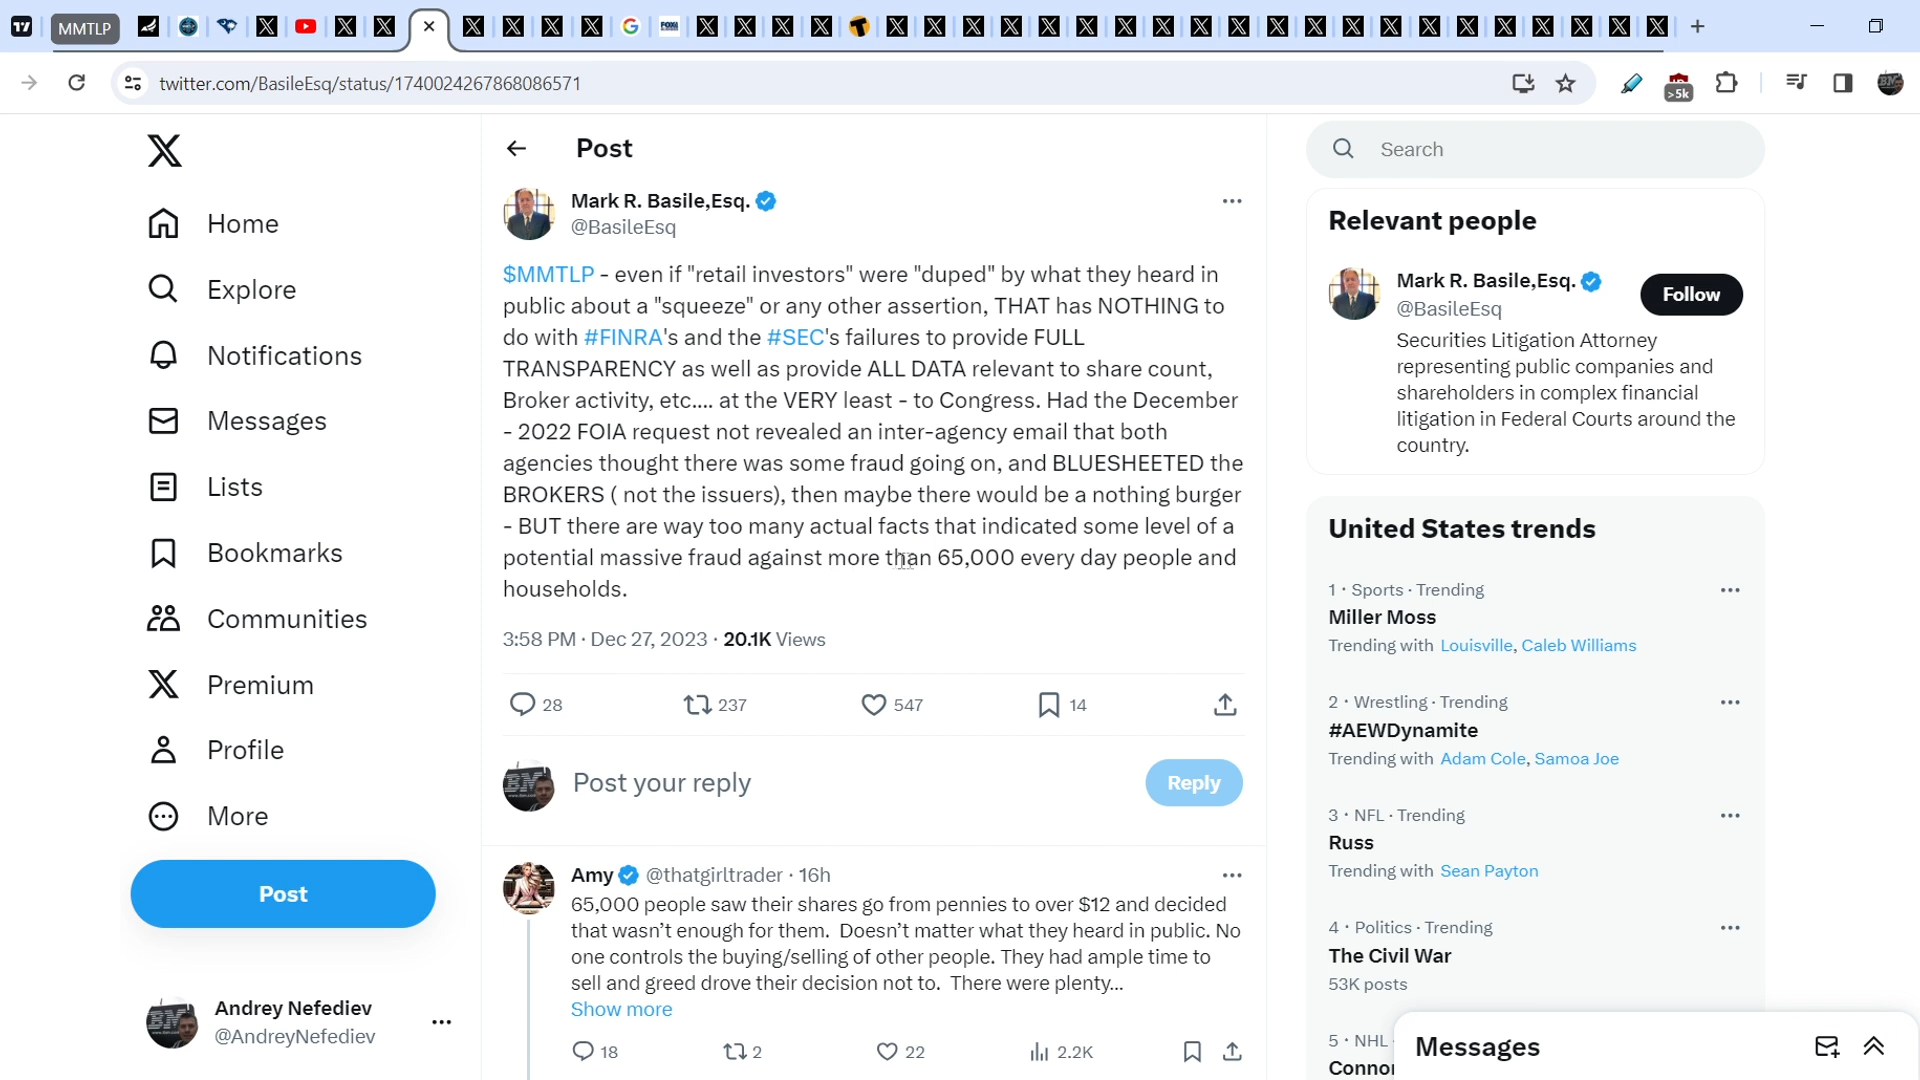 MMTLP
twitter.com/BasileEsq/status/1740024267868086571
>5k
Home
Explore
Notifications
Messages
Lists
Bookmarks
Communities
Premium
Profile
More
Post
Andrey Nefediev
@AndreyNefediev
Post
Mark R. Basile,Esq.
@BasileEsq
$MMTLP - even if "retail investors" were "duped" by what they heard in
public about a "squeeze" or any other assertion, THAT has NOTHING to
do with #FINRA's and the #SEC's failures to provide FULL
TRANSPARENCY as well as provide ALL DATA relevant to share count,
Broker activity, etc.... at the VERY least - to Congress. Had the December
- 2022 FOIA request not revealed an inter-agency email that both
agencies thought there was some fraud going on, and BLUESHEETED the
BROKERS ( not the issuers), then maybe there would be a nothing burger
- BUT there are way too many actual facts that indicated some level of a
potential massive fraud against more than 65,000 every day people and
households.
3:58 PM · Dec 27, 2023 · 20.1K Views
28 237 547 14
Post your reply
Reply
Amy @thatgirltrader · 16h
65,000 people saw their shares go from pennies to over $12 and decided
that wasn't enough for them.  Doesn't matter what they heard in public. No
one controls the buying/selling of other people. They had ample time to
sell and greed drove their decision not to.  There were plenty...
Show more
18 2 22 2.2K
Search
Relevant people
Mark R. Basile,Esq.
@BasileEsq
Follow
Securities Litigation Attorney
representing public companies and
shareholders in complex financial
litigation in Federal Courts around the
country.
United States trends
1 · Sports · Trending
Miller Moss
Trending with Louisville, Caleb Williams
2 · Wrestling · Trending
#AEWDynamite
Trending with Adam Cole, Samoa Joe
3 · NFL · Trending
Russ
Trending with Sean Payton
4 · Politics · Trending
The Civil War
53K posts
5 · NHL
Messages